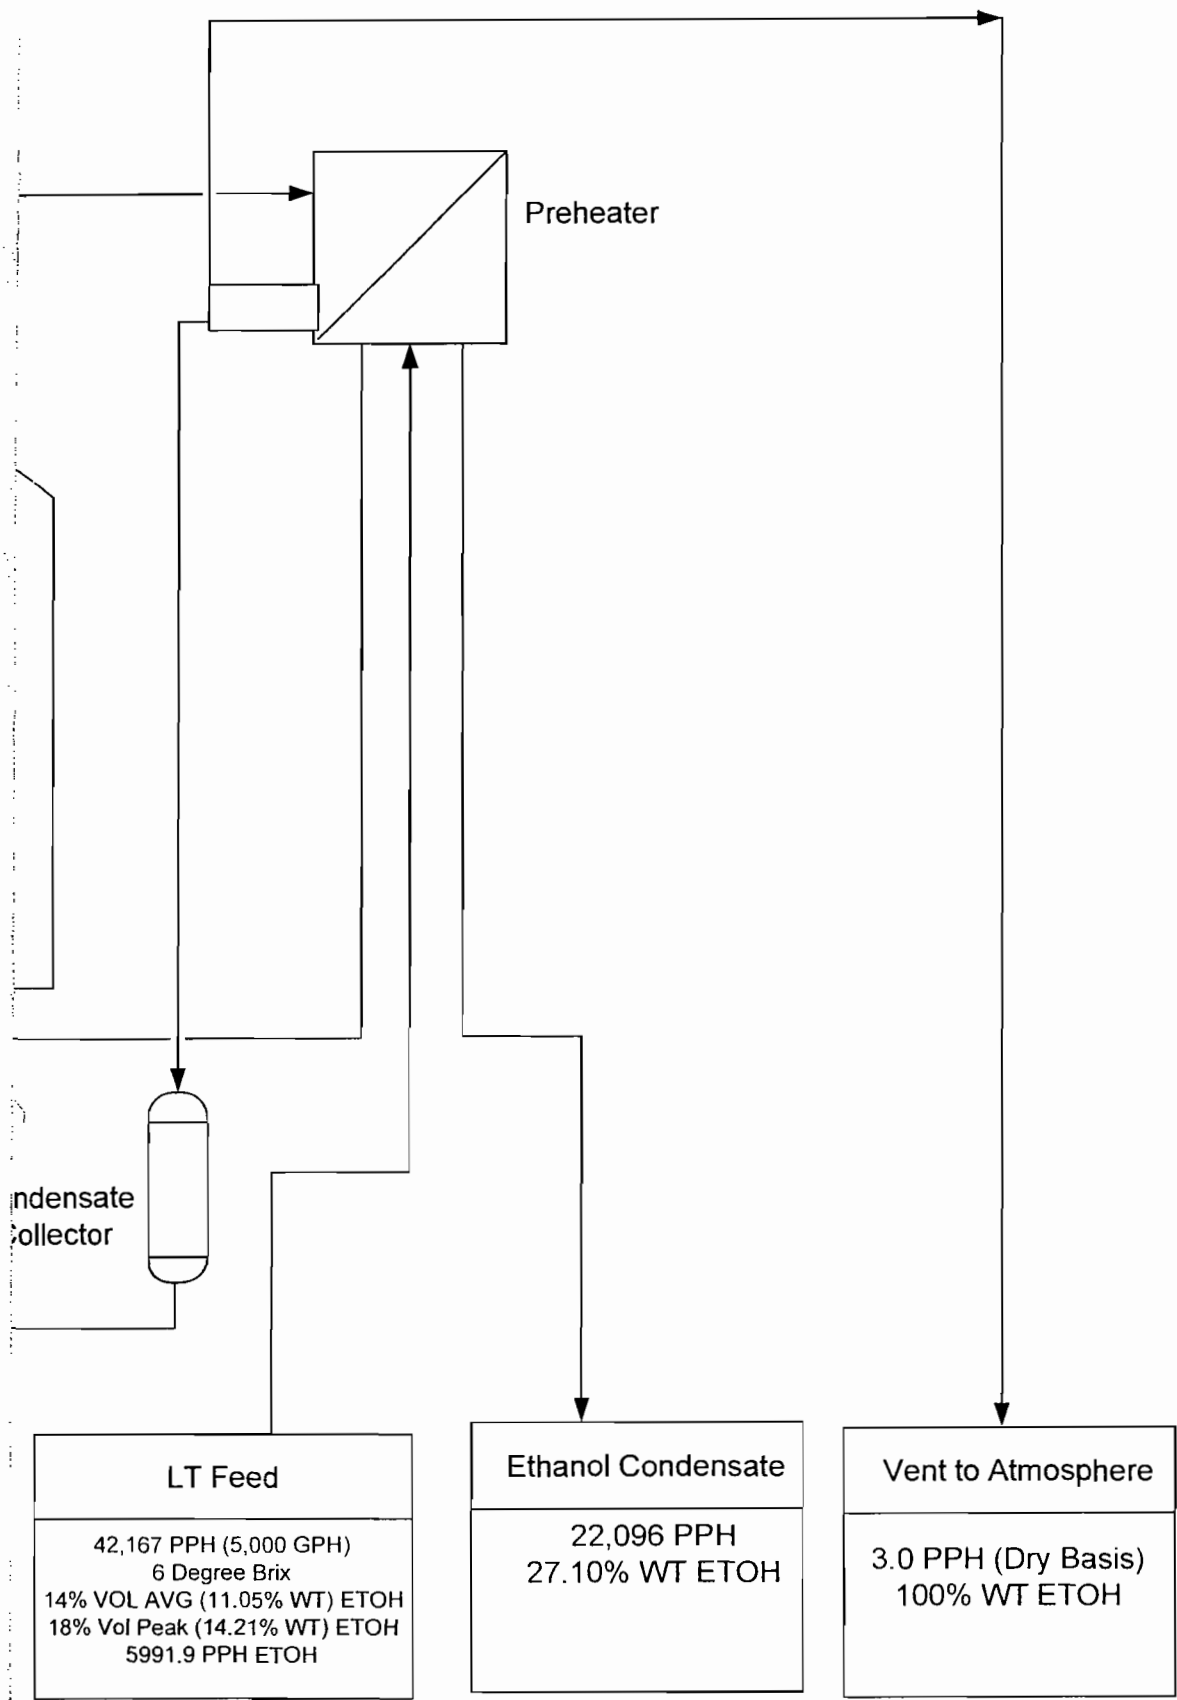 Preheater
ndensate
ollector
LT Feed
42,167 PPH (5,000 GPH)
6 Degree Brix
14% VOL AVG (11.05% WT) ETOH
18% Vol Peak (14.21% WT) ETOH
5991.9 PPH ETOH
Ethanol Condensate
22,096 PPH
27.10% WT ETOH
Vent to Atmosphere
3.0 PPH (Dry Basis)
100% WT ETOH